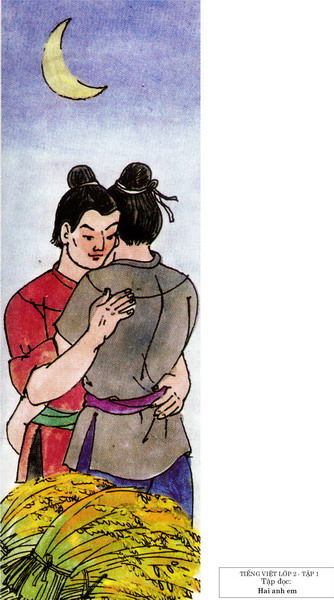 TIẾNG VIỆT LỚP 2 - TẬP 1
Tập đọc:
Hai anh em